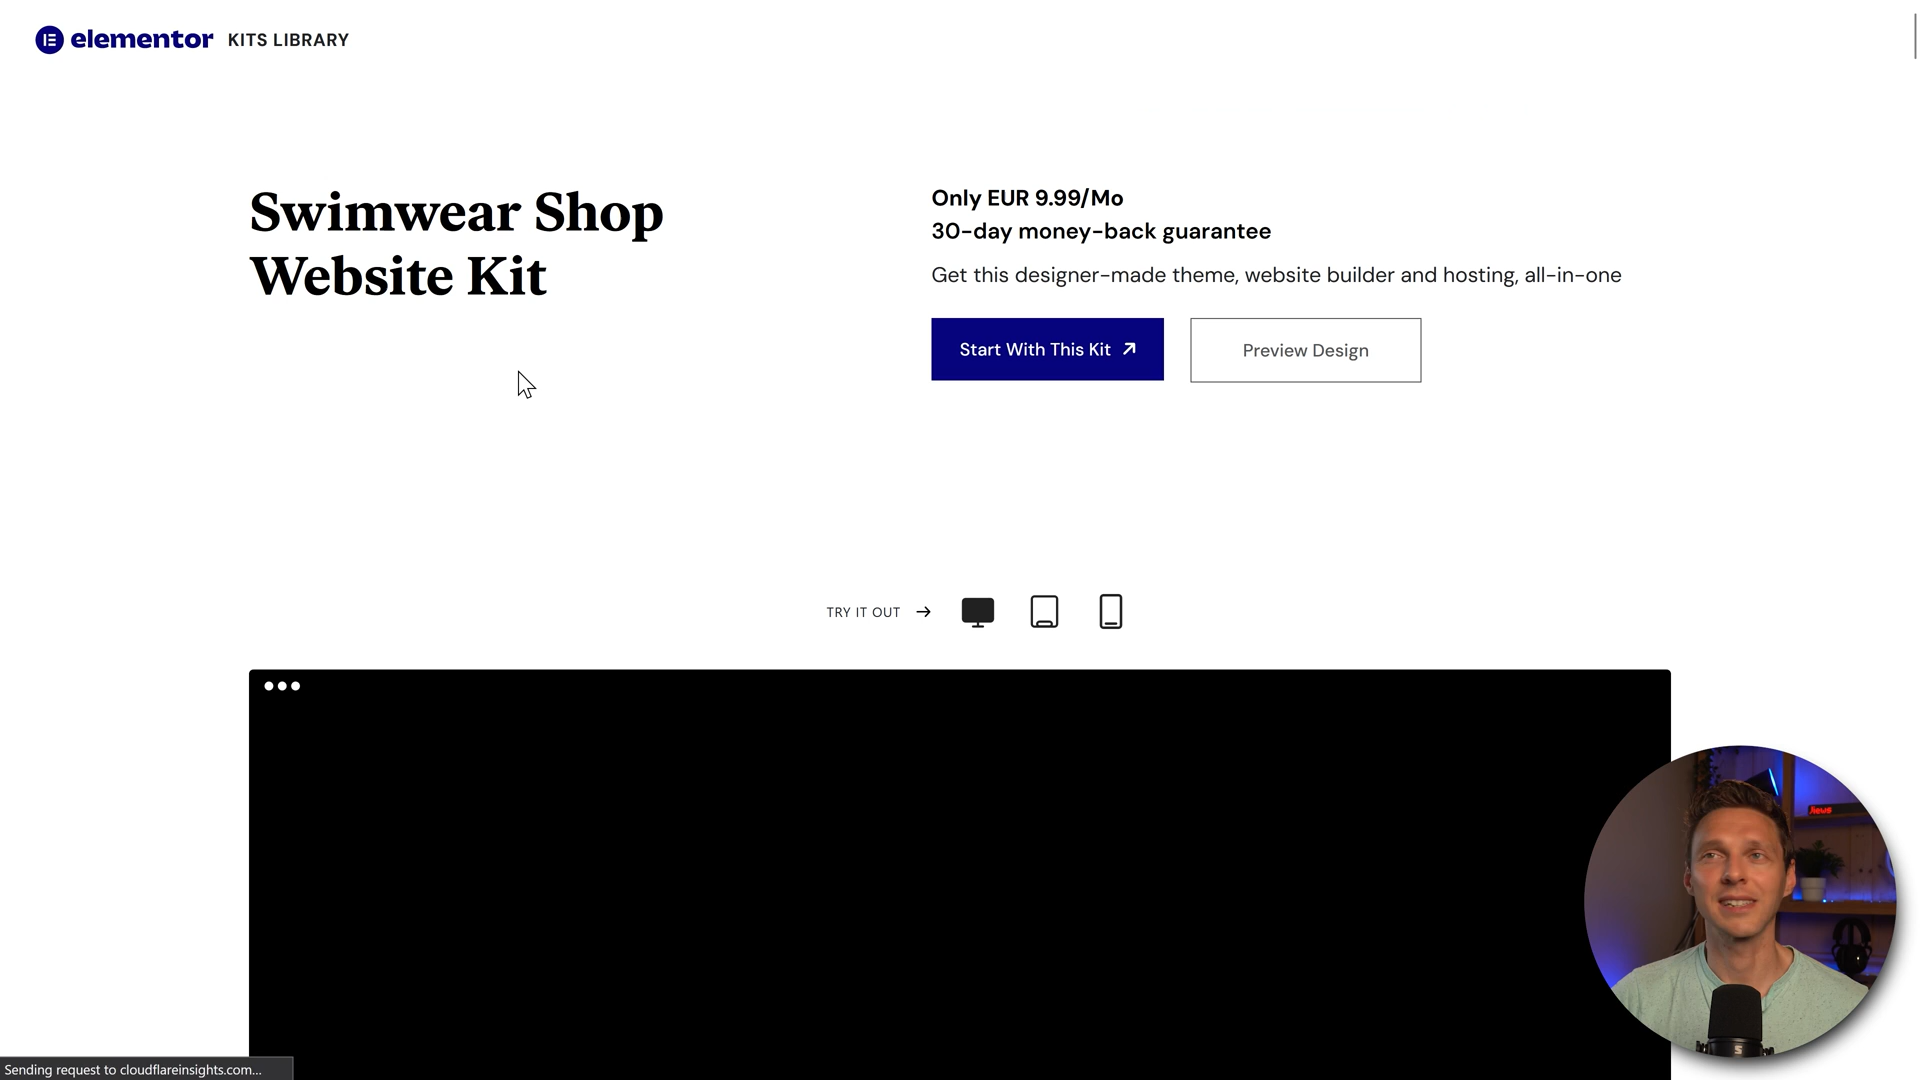 elementor KITS LIBRARY
Swimwear Shop
Website Kit
Only EUR 9.99/Mo
30-day money-back guarantee
Get this designer-made theme, website builder and hosting, all-in-one
Start With This Kit
Preview Design
TRY IT OUT
Sending request to cloudflareinsights.com...